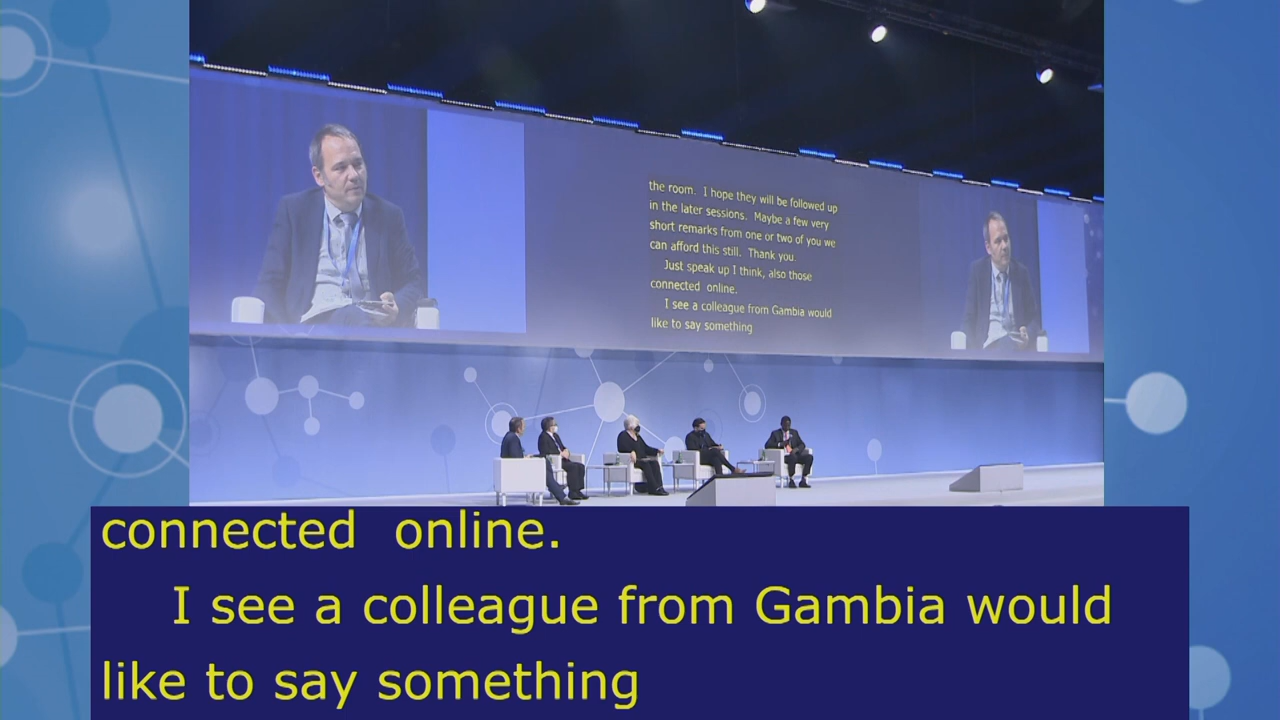 the room. I hope they will be followed up
in the later sessions. Maybe a few very
short remarks from one or two of you we
can afford this still. Thank you.
Just speak up I think, also those
connected online.
I see a colleague from Gambia would
like to say something
connected online.
I see a colleague from Gambia would
like to say something